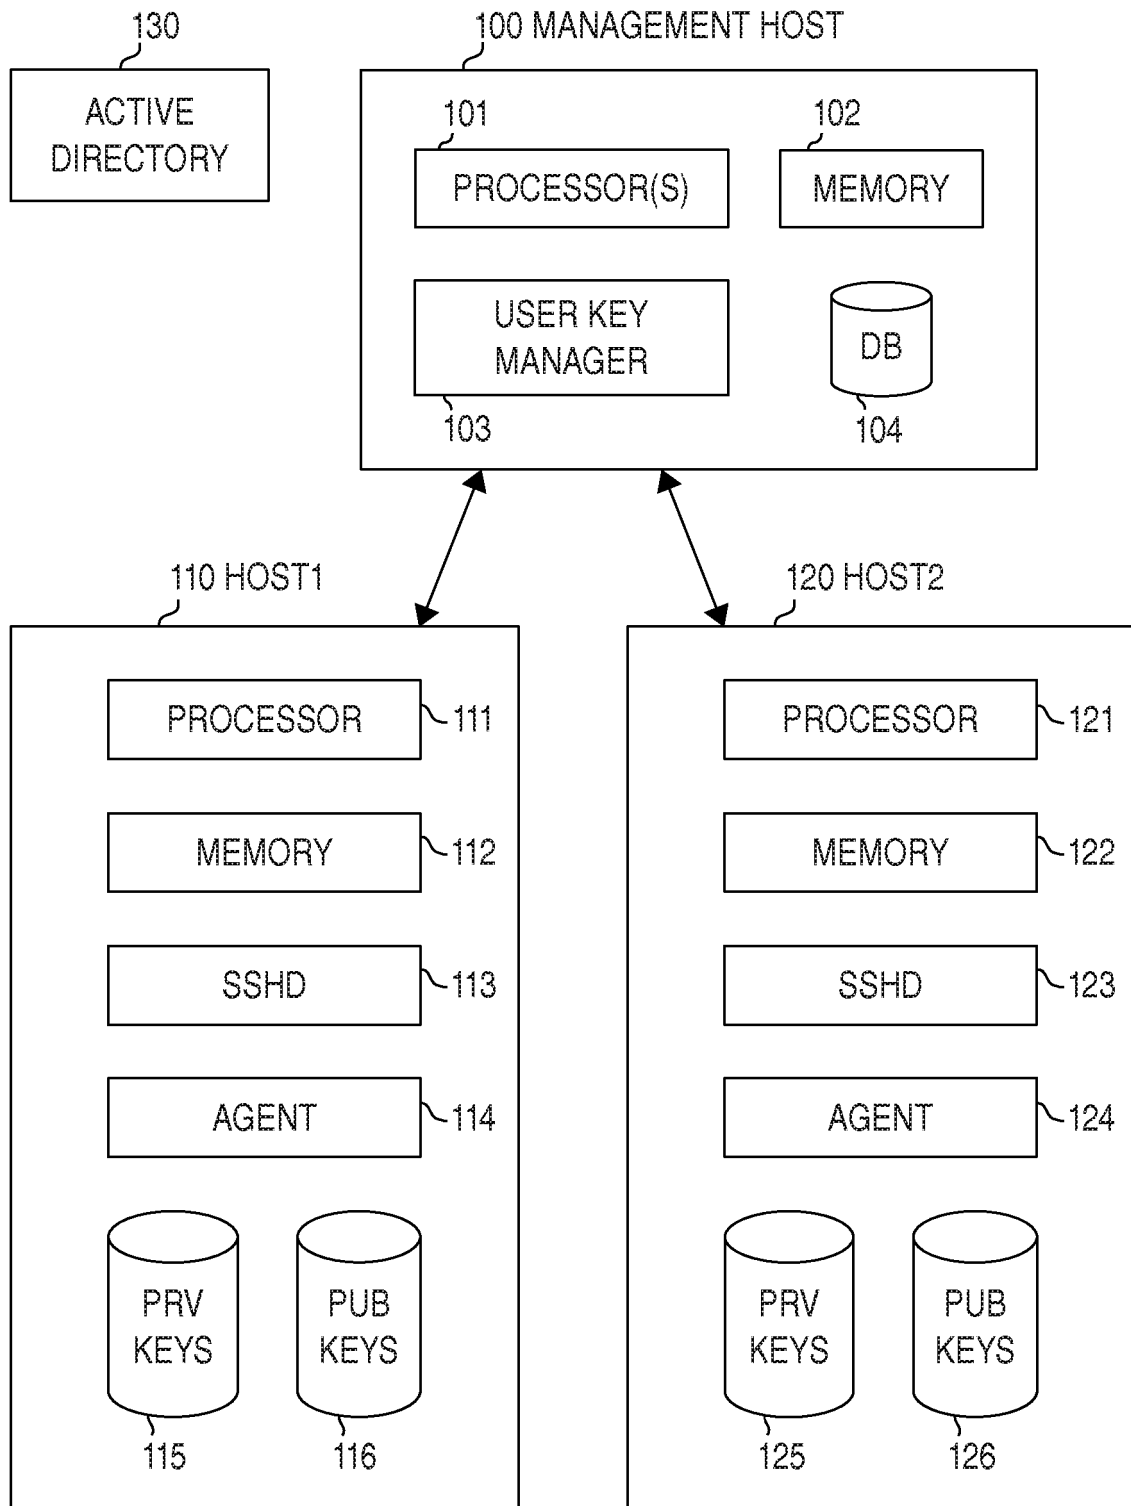 130
ACTIVE
DIRECTORY
100 MANAGEMENT HOST
101
PROCESSOR(S)
102
MEMORY
USER KEY
MANAGER
103
DB
104
110 HOST1
PROCESSOR
111
MEMORY
112
SSHD
113
AGENT
114
PRV
KEYS
115
PUB
KEYS
116
120 HOST2
PROCESSOR
121
MEMORY
122
SSHD
123
AGENT
124
PRV
KEYS
125
PUB
KEYS
126